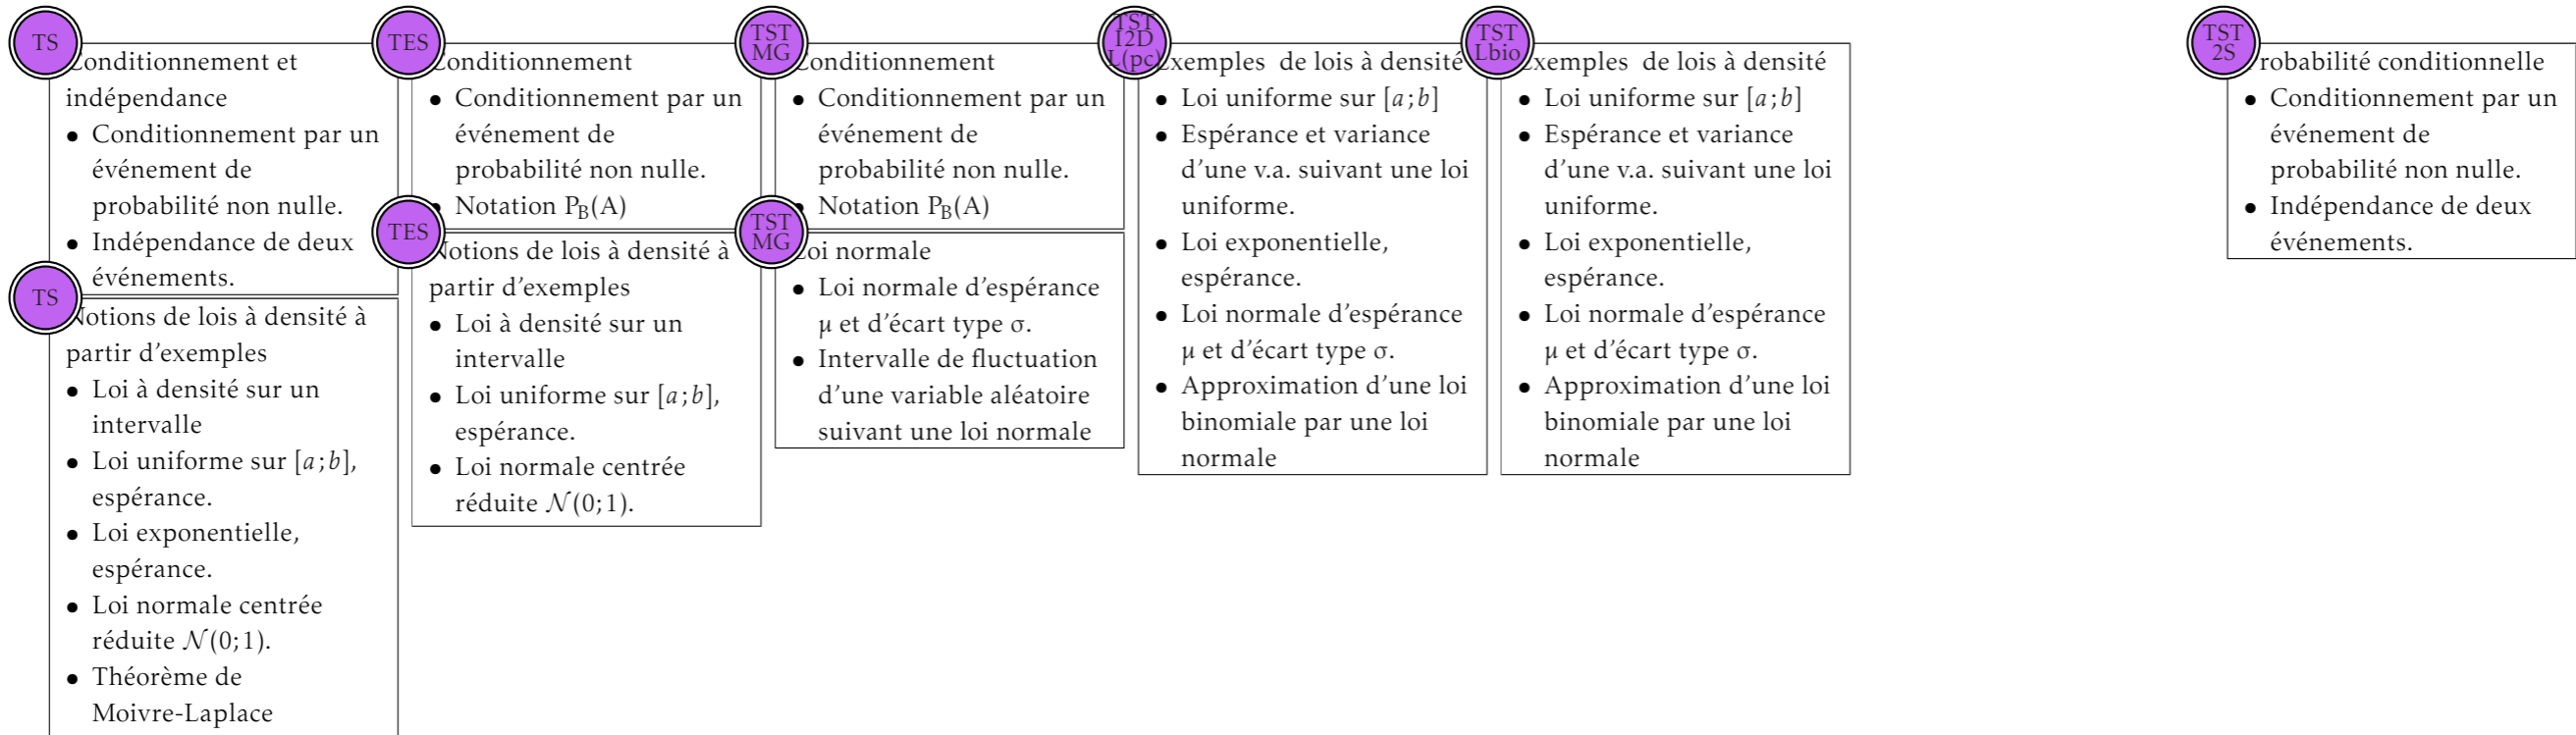 TS
Conditionnement et
indépendance
• Conditionnement par un
événement de
probabilité non nulle.
• Indépendance de deux
événements.
TS
Notions de lois à densité à
partir d'exemples
• Loi à densité sur un
intervalle
• Loi uniforme sur [a;b],
espérance.
• Loi exponentielle,
espérance.
• Loi normale centrée
réduite 𝒩(0;1).
• Théorème de
Moivre-Laplace
TES
Conditionnement
• Conditionnement par un
événement de
probabilité non nulle.
• Notation P_B(A)
TES
Notions de lois à densité à
partir d'exemples
• Loi à densité sur un
intervalle
• Loi uniforme sur [a;b],
espérance.
• Loi normale centrée
réduite 𝒩(0;1).
TST
MG
Conditionnement
• Conditionnement par un
événement de
probabilité non nulle.
• Notation P_B(A)
TST
MG
Loi normale
• Loi normale d'espérance
μ et d'écart type σ.
• Intervalle de fluctuation
d'une variable aléatoire
suivant une loi normale
TST
I2D
L(pc)
Exemples de lois à densité
• Loi uniforme sur [a;b]
• Espérance et variance
d'une v.a. suivant une loi
uniforme.
• Loi exponentielle,
espérance.
• Loi normale d'espérance
μ et d'écart type σ.
• Approximation d'une loi
binomiale par une loi
normale
TST
Lbio
Exemples de lois à densité
• Loi uniforme sur [a;b]
• Espérance et variance
d'une v.a. suivant une loi
uniforme.
• Loi exponentielle,
espérance.
• Loi normale d'espérance
μ et d'écart type σ.
• Approximation d'une loi
binomiale par une loi
normale
TST
2S
Probabilité conditionnelle
• Conditionnement par un
événement de
probabilité non nulle.
• Indépendance de deux
événements.